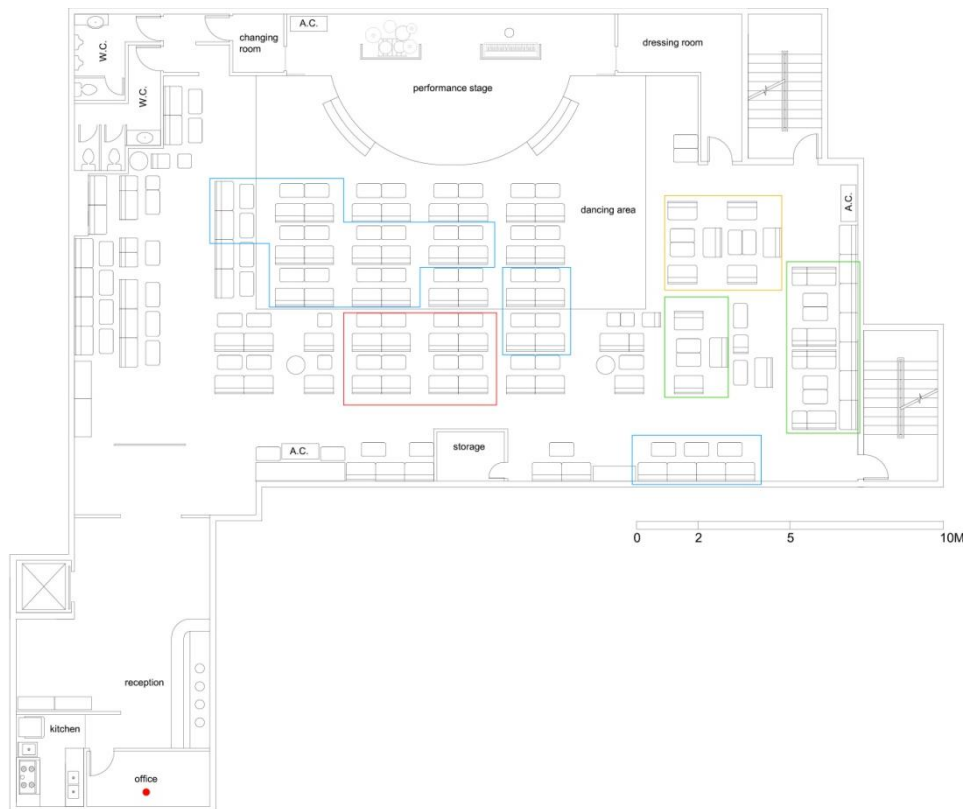 A.C.
changing
room
dressing room
W.C.
performance stage
W.C.
dancing area
A.C.
storage
A.C.
0 2 5 10M
reception
kitchen
office